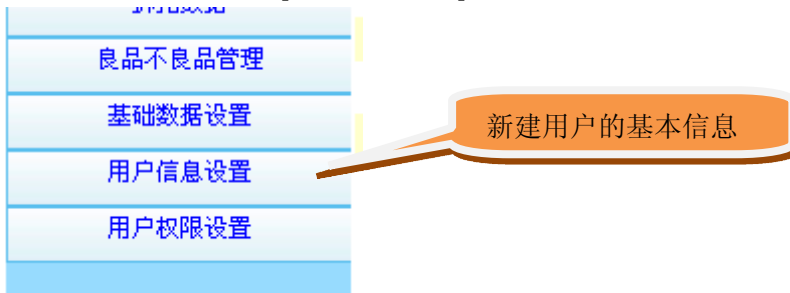 良品不良品管理
基础数据设置
新建用户的基本信息
用户信息设置
用户权限设置